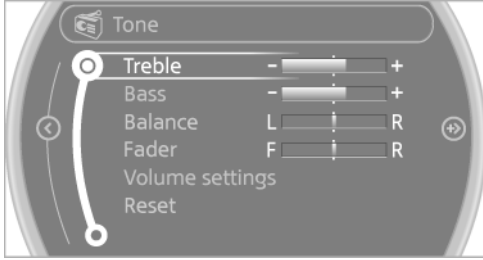 Tone
Treble - +
Bass - +
Balance L R
Fader F R
Volume settings
Reset